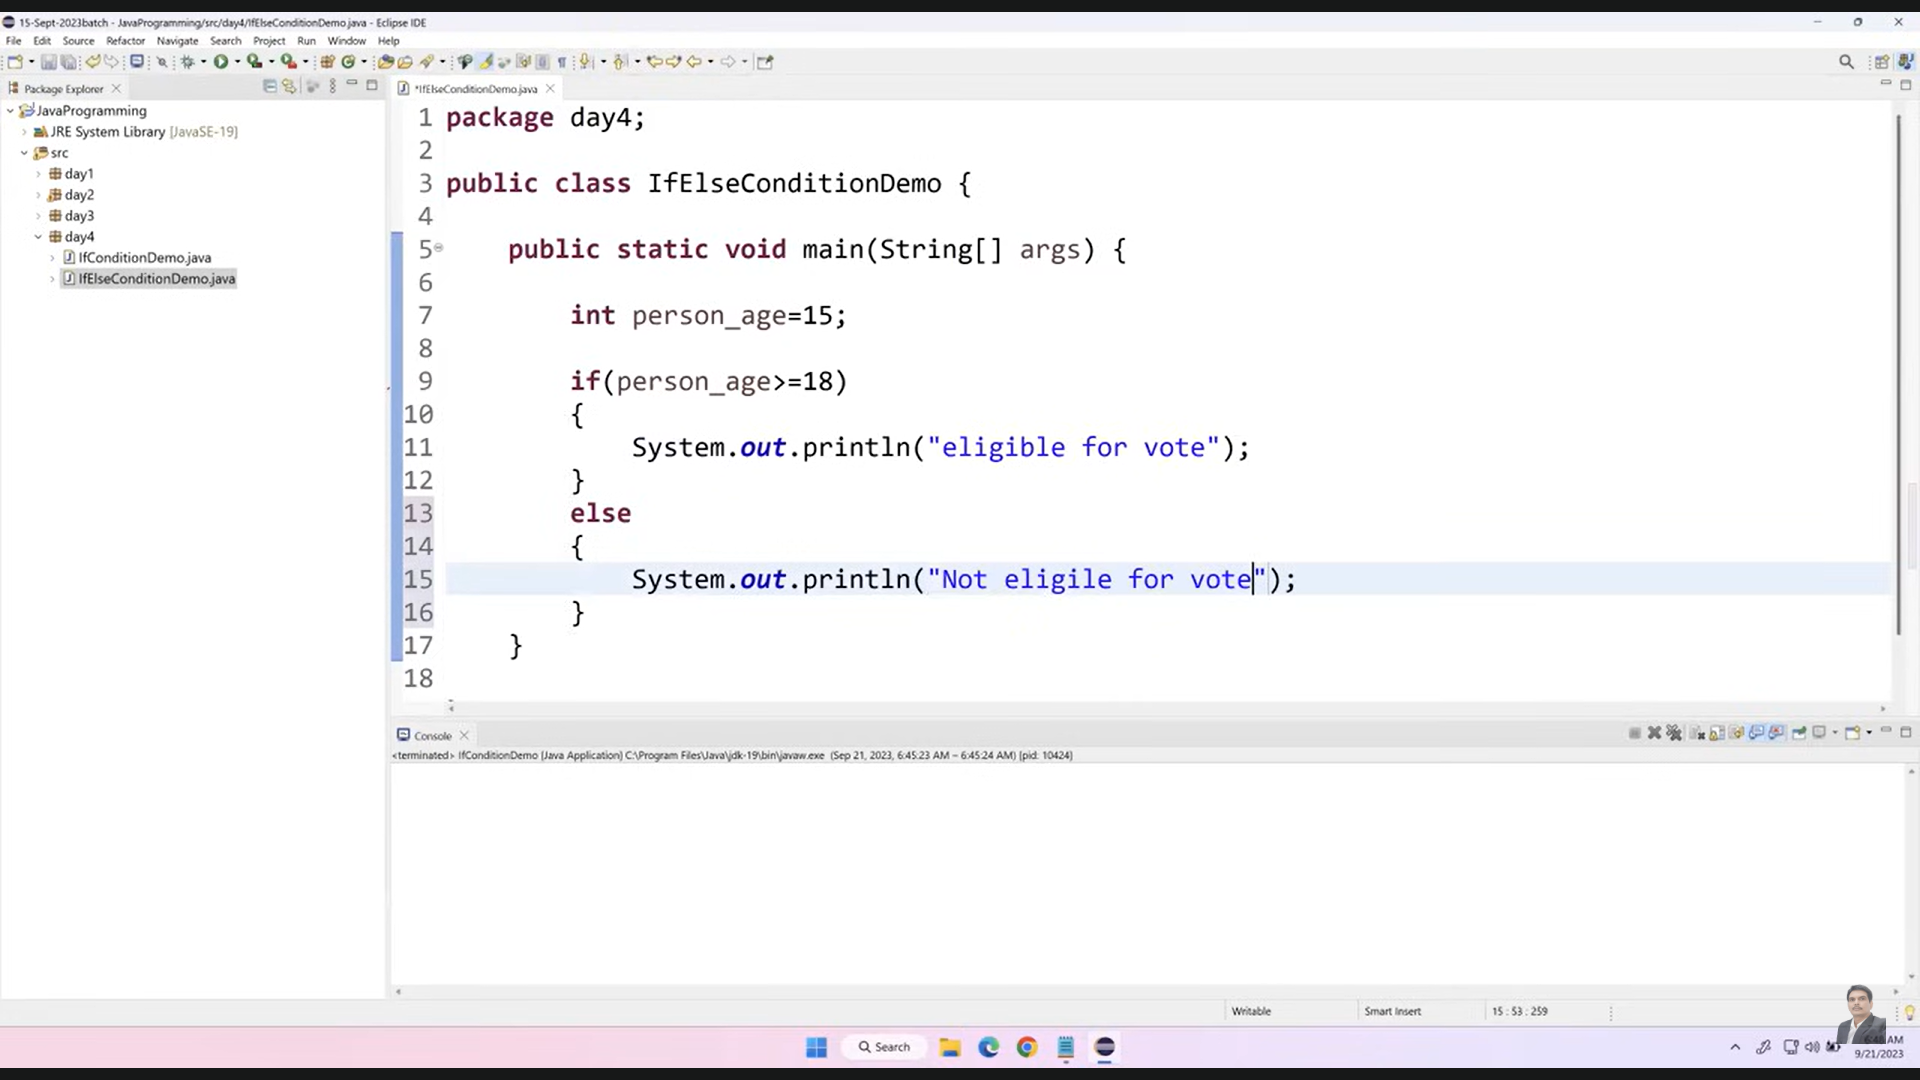 15-Sept-2023batch - JavaProgramming/src/day4/IfElseConditionDemo.java - Eclipse IDE
File Edit Source Refactor Navigate Search Project Run Window Help
Package Explorer
*IfElseConditionDemo.java
JavaProgramming
JRE System Library [JavaSE-19]
src
day1
day2
day3
day4
IfConditionDemo.java
IfElseConditionDemo.java
1 package day4;
2
3 public class IfElseConditionDemo {
4
5 public static void main(String[] args) {
6
7 int person_age=15;
8
9 if(person_age>=18)
10 {
11 System.out.println("eligible for vote");
12 }
13 else
14 {
15 System.out.println("Not eligile for vote");
16 }
17 }
18
Console
<terminated> IfConditionDemo [Java Application] C:\Program Files\Java\jdk-19\bin\javaw.exe (Sep 21, 2023, 6:45:23 AM – 6:45:24 AM) [pid: 10424]
Writable Smart Insert 15 : 53 : 259
Search
AM
9/21/2023